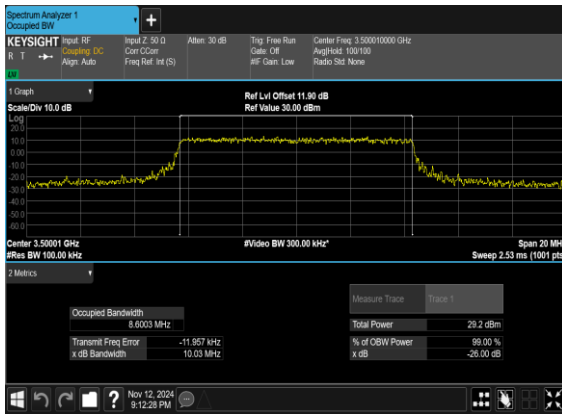 Spectrum Analyzer 1
Occupied BW
KEYSIGHT Input: RF Input Z: 50 Ω Atten: 30 dB Trig: Free Run Center Freq: 3.500010000 GHz
R T Coupling: DC Corr CCorr Gate: Off Avg|Hold: 100/100
Align: Auto Freq Ref: Int (S) #IF Gain: Low Radio Std: None
1 Graph
Scale/Div 10.0 dB Ref Lvl Offset 11.90 dB
Ref Value 30.00 dBm
Log
20.0
10.0
0.00
-10.0
-20.0
-30.0
-40.0
-50.0
-60.0
Center 3.50001 GHz #Video BW 300.00 kHz* Span 20 MH
#Res BW 100.00 kHz Sweep 2.53 ms (1001 pts
2 Metrics
Measure Trace Trace 1
Occupied Bandwidth
8.6003 MHz Total Power 29.2 dBm
Transmit Freq Error -11.957 kHz % of OBW Power 99.00 %
x dB Bandwidth 10.03 MHz x dB -26.00 dB
Nov 12, 2024
9:12:28 PM